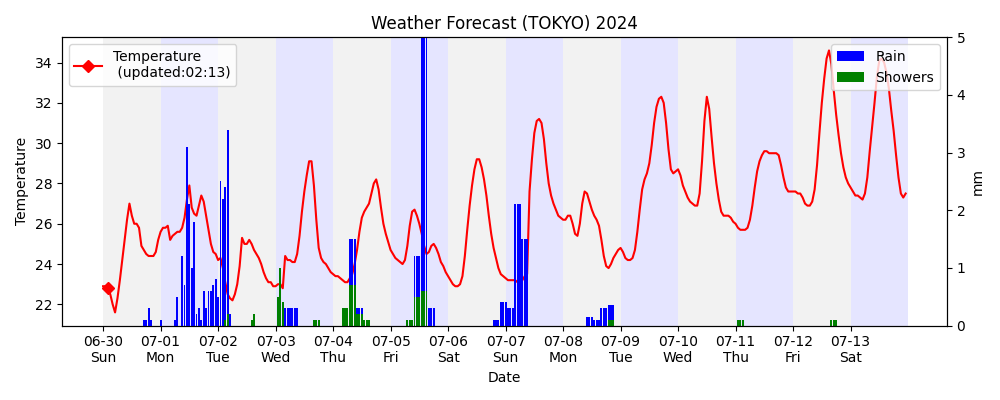 Weather Forecast (TOKYO) 2024
Temperature
(updated:02:13)
Rain
Showers
34
32
30
28
26
24
22
Temperature
5
4
3
2
1
0
mm
06-30 07-01 07-02 07-03 07-04 07-05 07-06 07-07 07-08 07-09 07-10 07-11 07-12 07-13
Sun Mon Tue Wed Thu Fri Sat Sun Mon Tue Wed Thu Fri Sat
Date